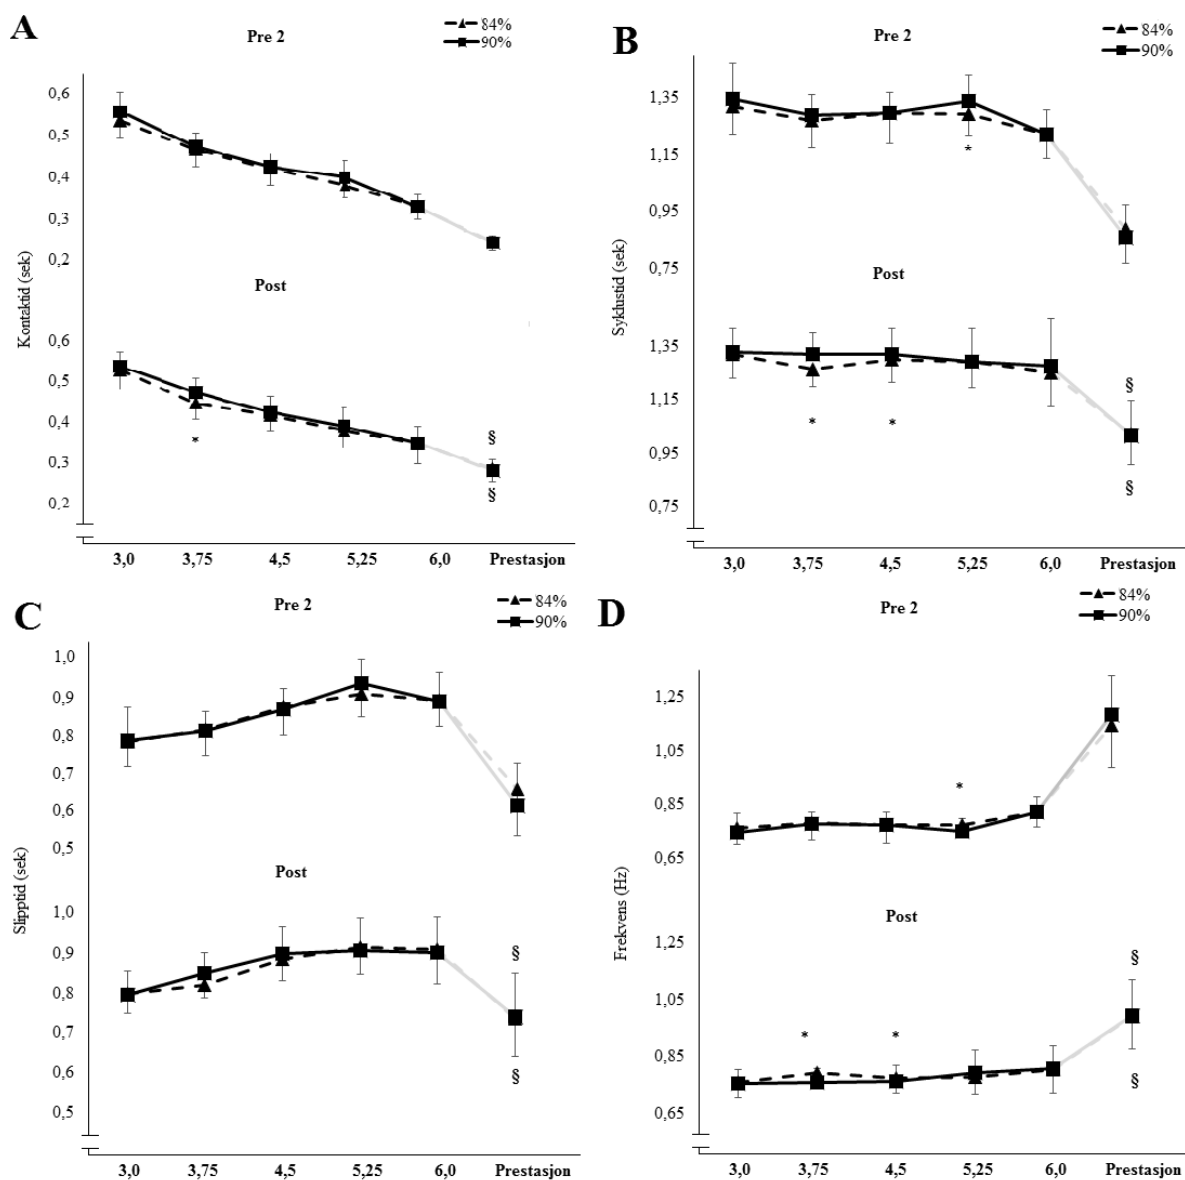 A
Pre 2
84%
90%
0,6
0,5
0,4
0,3
0,2
Post
Kontaktid (sek)
0,6
0,5
0,4
0,3
0,2
*
§
§
3,0 3,75 4,5 5,25 6,0 Prestasjon
B
Pre 2
84%
90%
1,35
1,15
0,95
0,75
*
Post
Syklustid (sek)
1,35
1,15
0,95
0,75
* *
§
§
3,0 3,75 4,5 5,25 6,0 Prestasjon
C
Pre 2
84%
90%
1,0
0,9
0,8
0,7
0,6
0,5
Post
Slipptid (sek)
1,0
0,9
0,8
0,7
0,6
0,5
§
§
3,0 3,75 4,5 5,25 6,0 Prestasjon
D
Pre 2
84%
90%
1,25
1,05
0,85
0,65
*
Post
Frekvens (Hz)
1,25
1,05
0,85
0,65
* *
§
§
3,0 3,75 4,5 5,25 6,0 Prestasjon